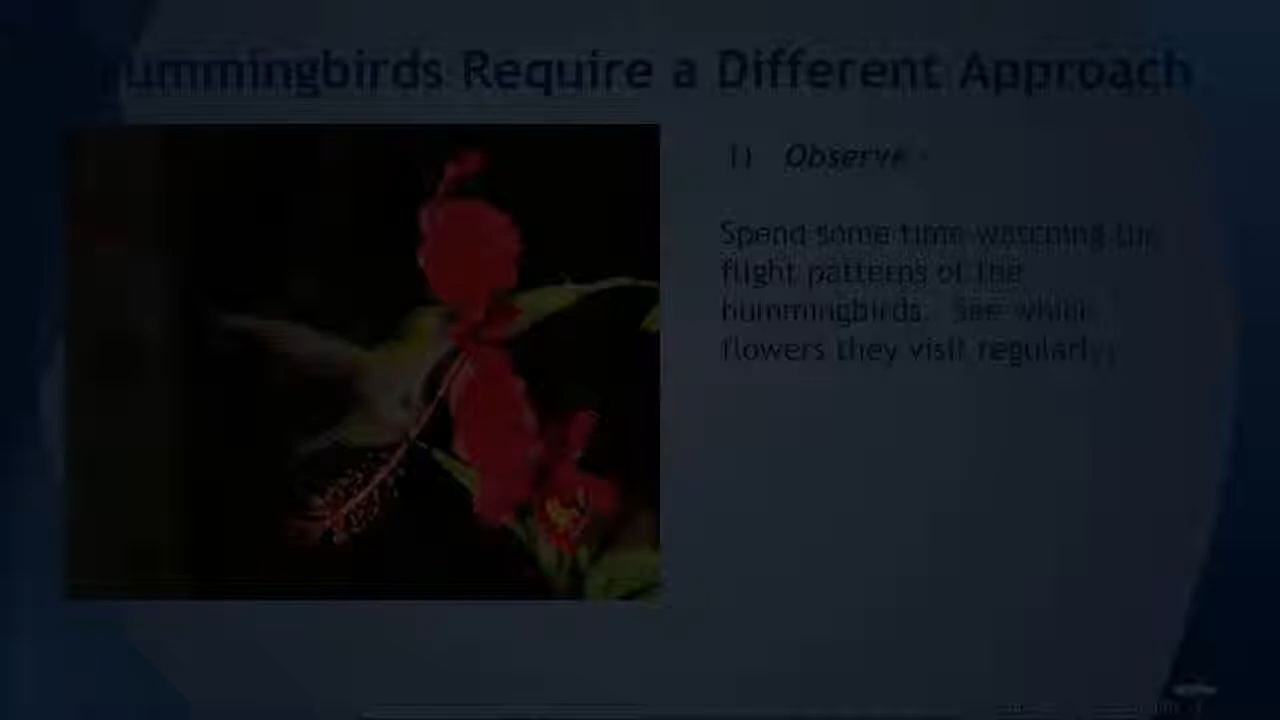 ummingbirds Require a Different Approach
1) Observe -
Spend some time watching the
flight patterns of the
hummingbirds. See which
flowers they visit regularly.